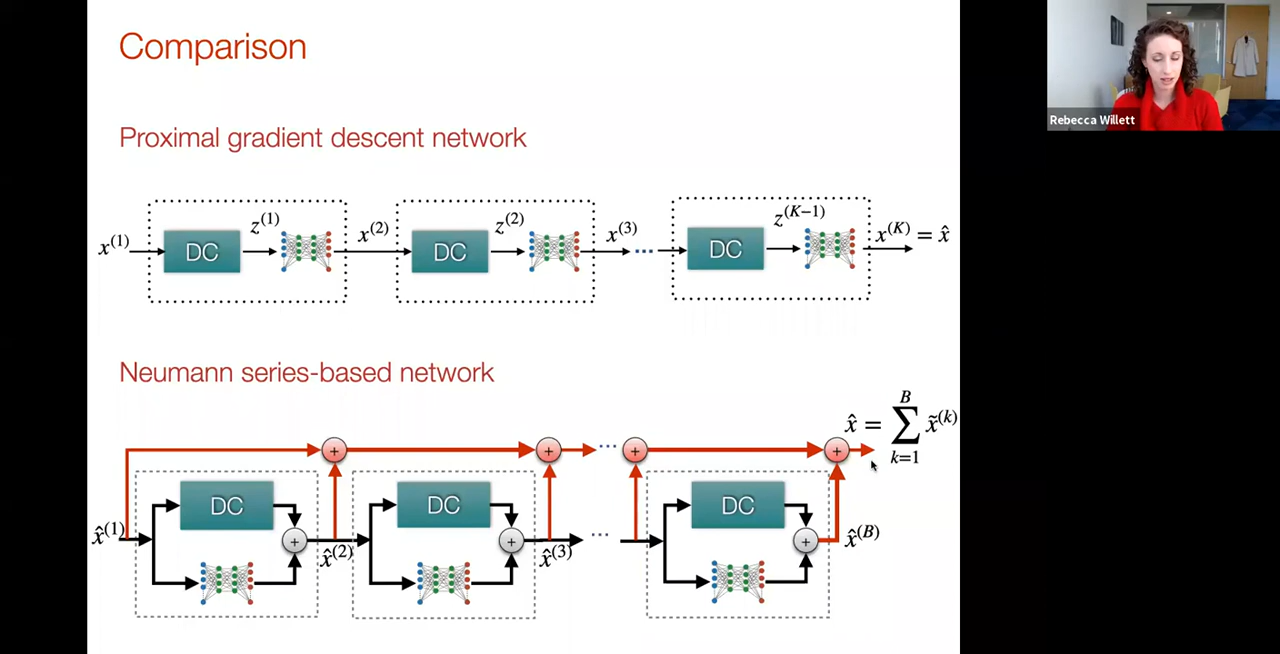 Comparison
Rebecca Willett
Proximal gradient descent network
x^(1) DC z^(1) x^(2) DC z^(2) x^(3) ... DC z^(K−1) x^(K) = x̂
Neumann series-based network
x̂ = ∑_{k=1}^{B} x̃^(k)
+ + ... + +
x̂^(1) DC + x̂^(2) DC + x̂^(3) ... DC + x̂^(B)